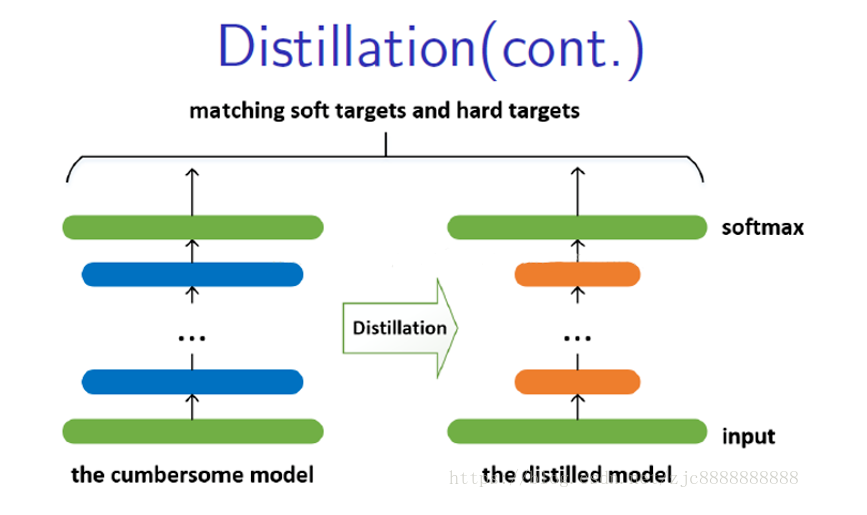 Distillation(cont.)
matching soft targets and hard targets
softmax
...
Distillation
...
input
the cumbersome model
the distilled model